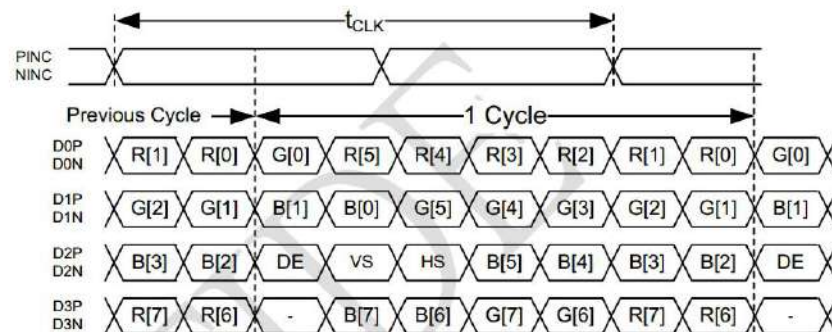 tCLK
PINC
NINC
Previous Cycle 1 Cycle
D0P
D0N
R[1] R[0] G[0] R[5] R[4] R[3] R[2] R[1] R[0] G[0]
D1P
D1N
G[2] G[1] B[1] B[0] G[5] G[4] G[3] G[2] G[1] B[1]
D2P
D2N
B[3] B[2] DE VS HS B[5] B[4] B[3] B[2] DE
D3P
D3N
R[7] R[6] - B[7] B[6] G[7] G[6] R[7] R[6] -